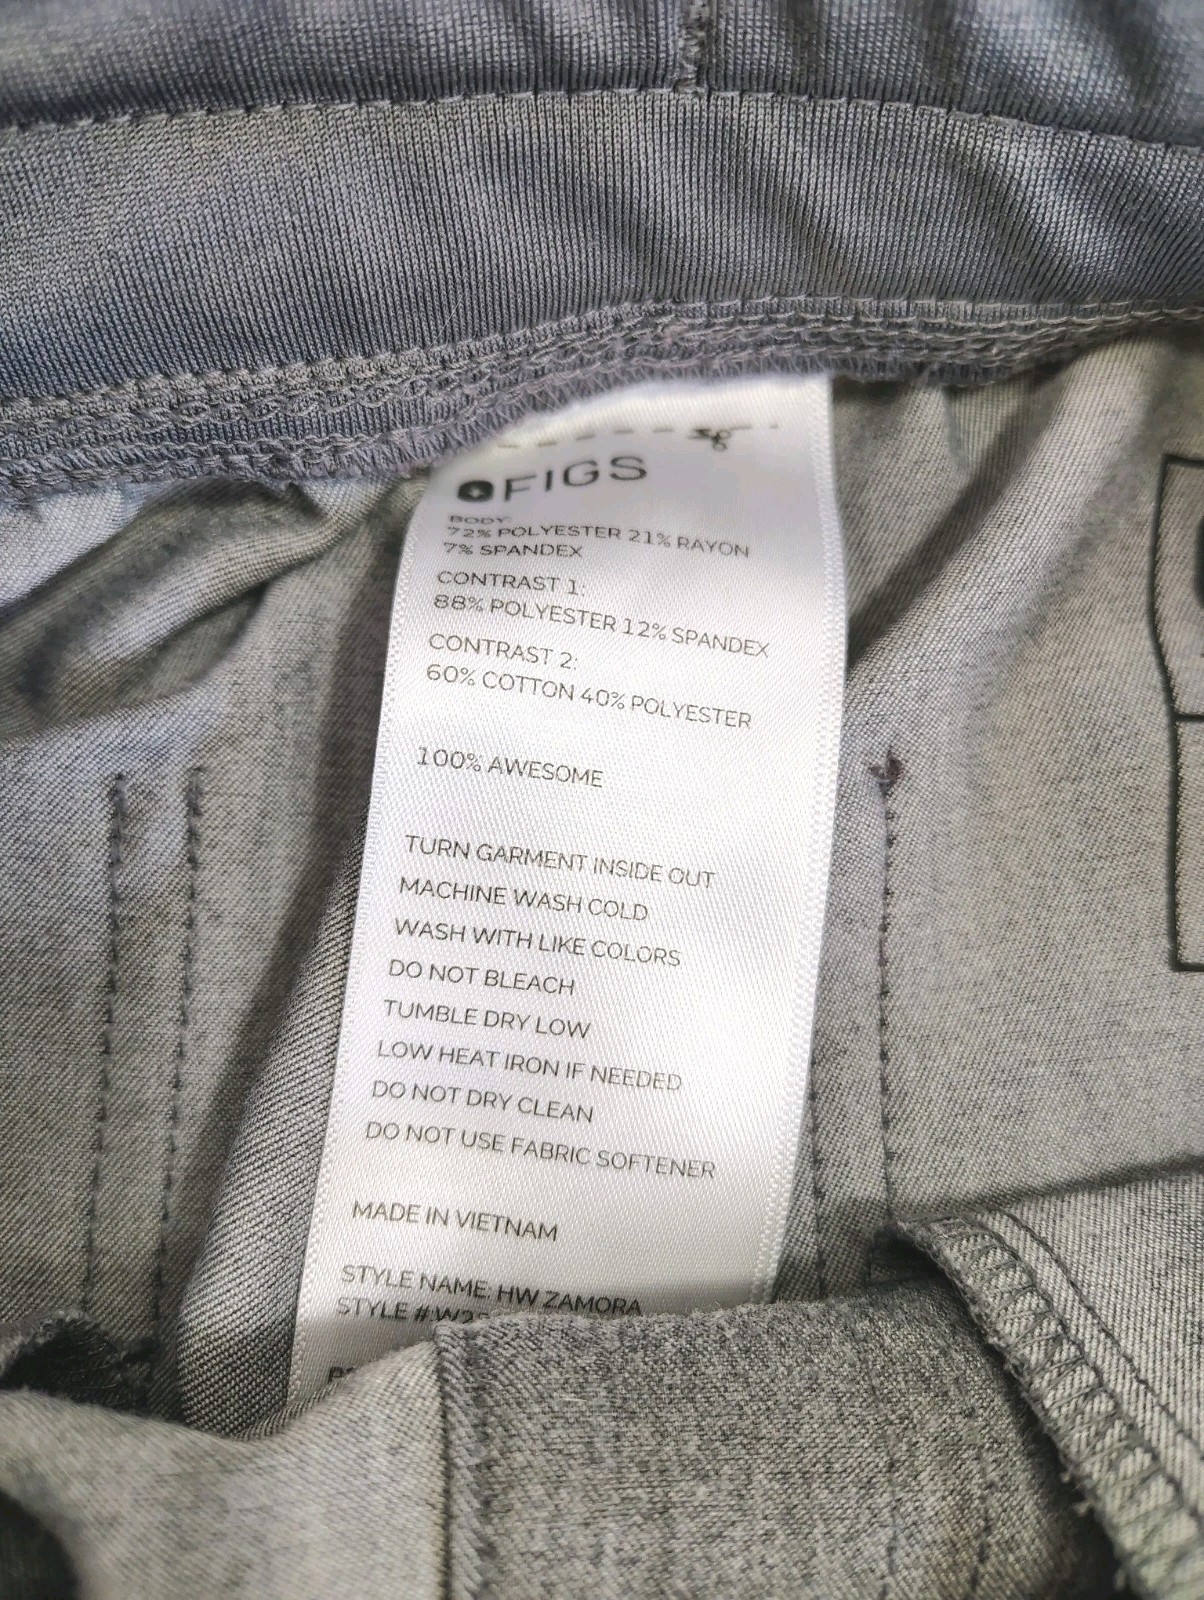 FIGS
BODY:
72% POLYESTER 21% RAYON
7% SPANDEX
CONTRAST 1:
88% POLYESTER 12% SPANDEX
CONTRAST 2:
60% COTTON 40% POLYESTER
100% AWESOME
TURN GARMENT INSIDE OUT
MACHINE WASH COLD
WASH WITH LIKE COLORS
DO NOT BLEACH
TUMBLE DRY LOW
LOW HEAT IRON IF NEEDED
DO NOT DRY CLEAN
DO NOT USE FABRIC SOFTENER
MADE IN VIETNAM
STYLE NAME: HW ZAMORA
STYLE #: